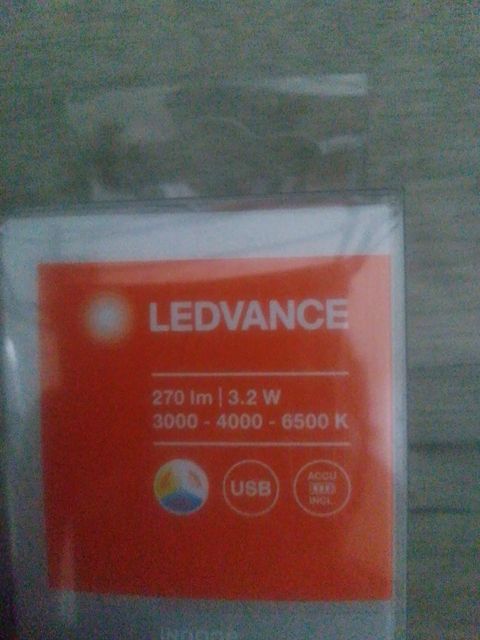 LEDVANCE
270 lm | 3.2 W
3000 - 4000 - 6500 K
USB
ACCU
INCL.